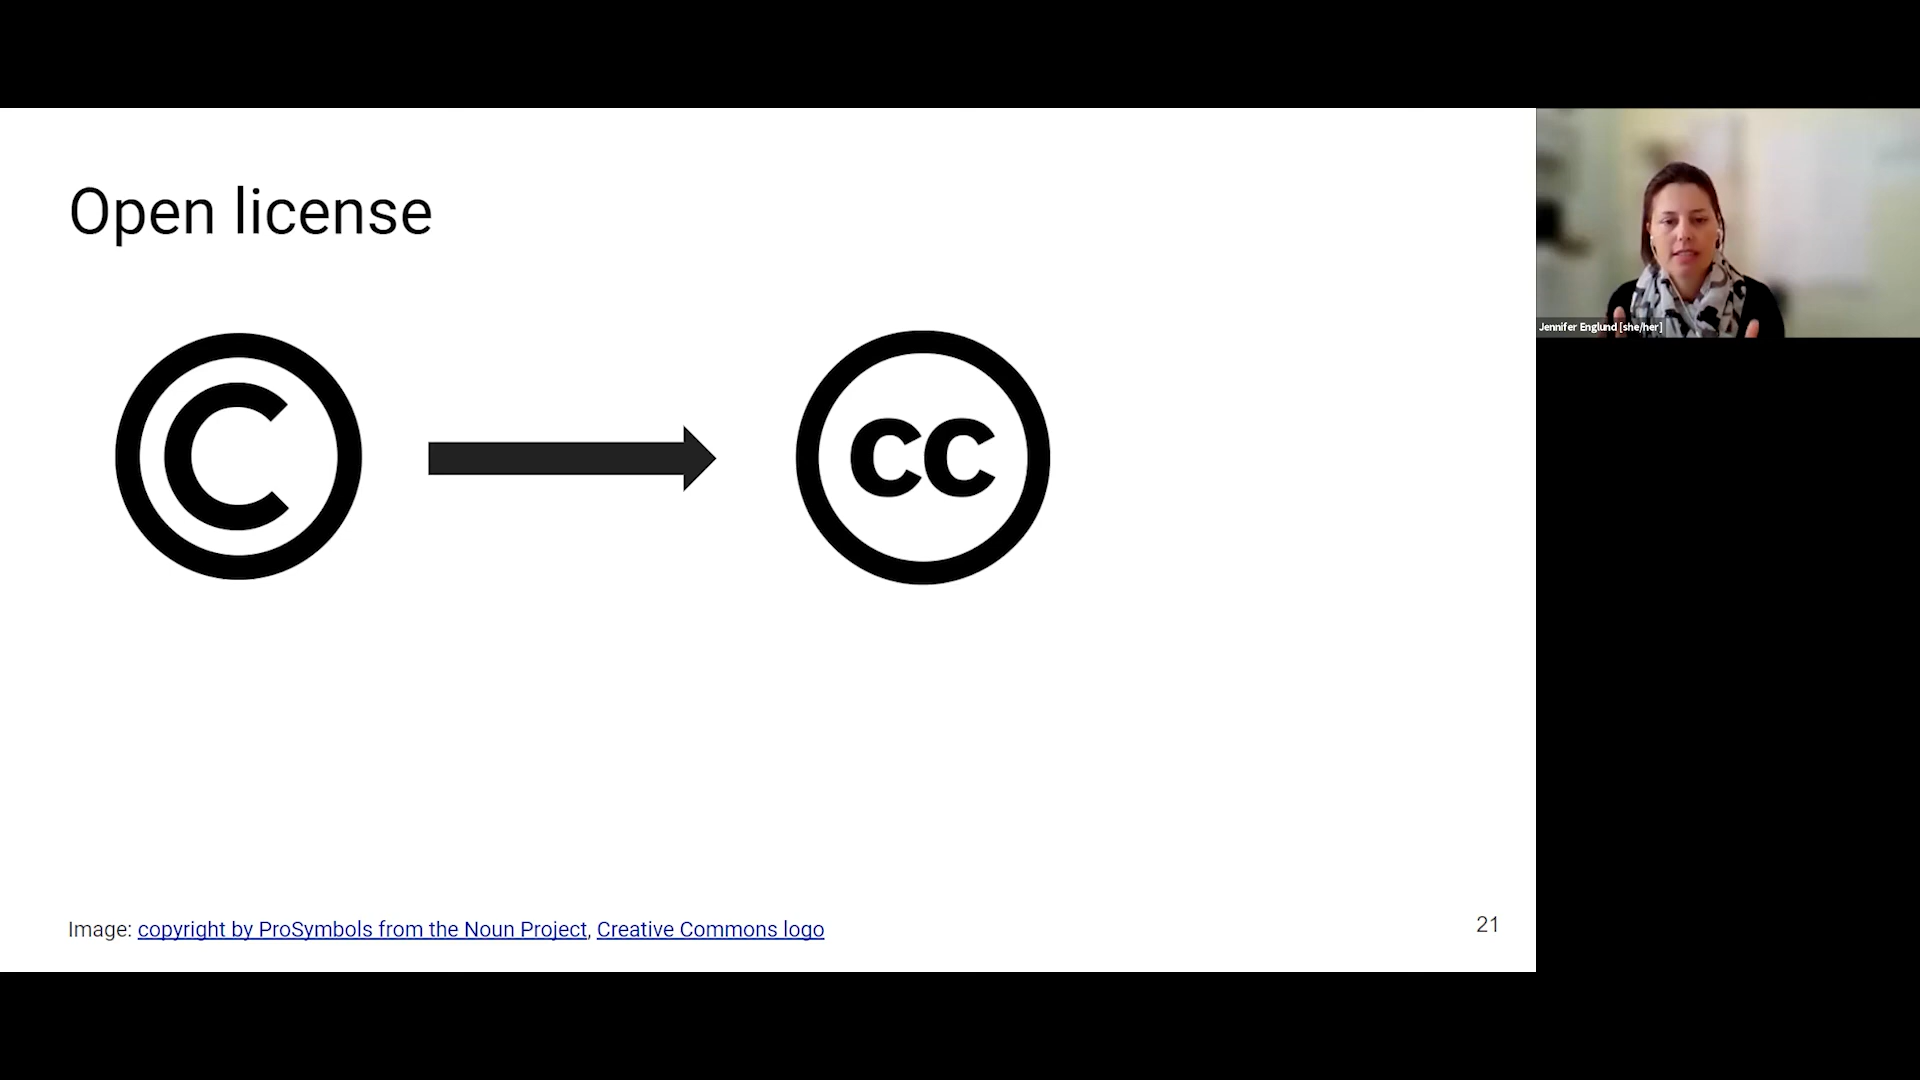 Open license
C
cc
Image: copyright by ProSymbols from the Noun Project, Creative Commons logo
21
Jennifer Englund [she/her]